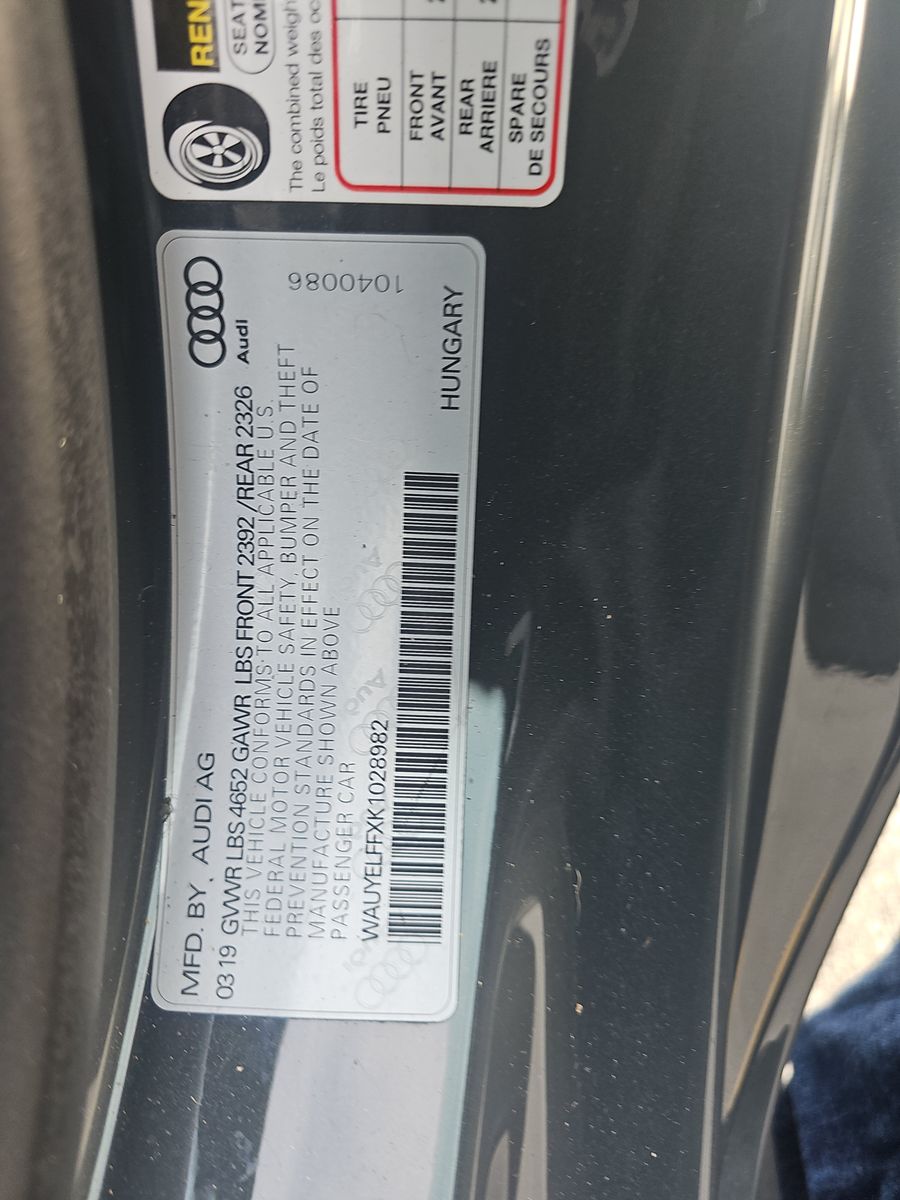 MFD. BY. AUDI AG
03 19 GVWR LBS 4652 GAWR LBS FRONT 2392 / REAR 2326
Audi
THIS VEHICLE CONFORMS TO ALL APPLICABLE U.S.
FEDERAL MOTOR VEHICLE SAFETY, BUMPER AND THEFT
PREVENTION STANDARDS IN EFFECT ON THE DATE OF
MANUFACTURE SHOWN ABOVE
PASSENGER CAR
1040086
WAUYELFFXK1028982
HUNGARY
SEAT
The combined weigh
Le poids total des oc
TIRE
PNEU
FRONT
AVANT
REAR
ARRIERE
SPARE
DE SECOURS